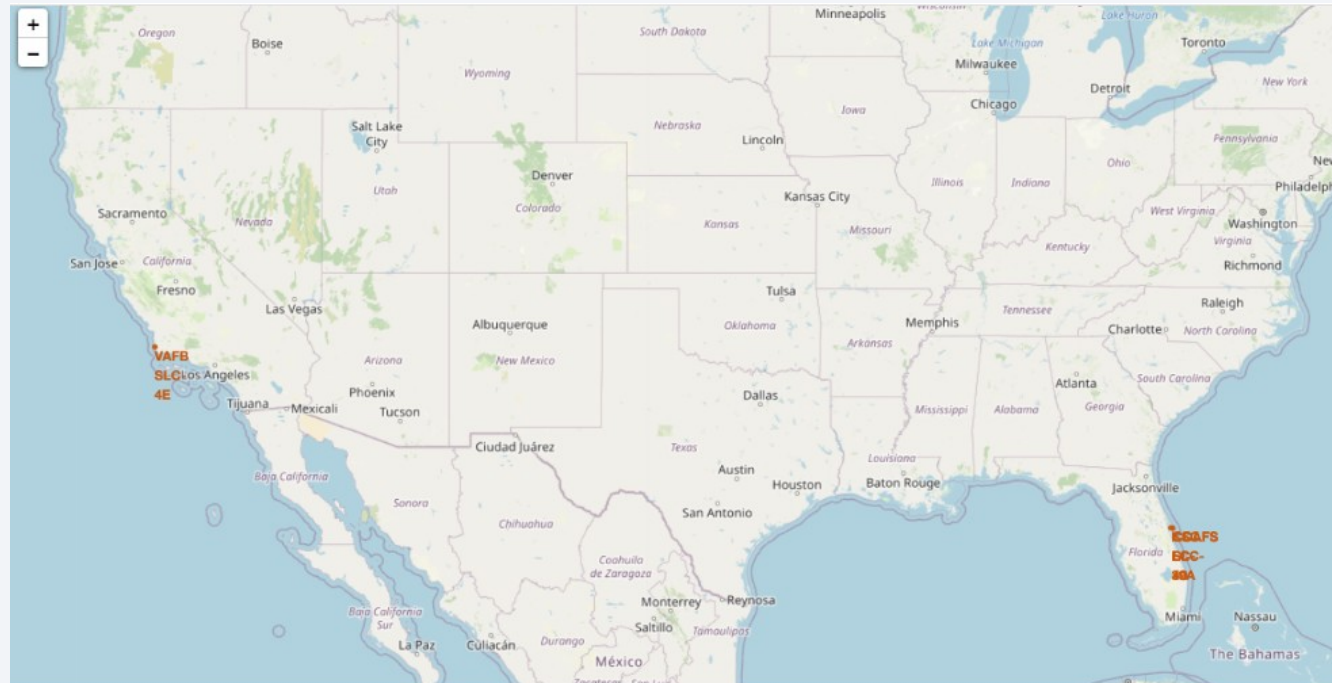 +
−
Oregon
Boise
Wyoming
South Dakota
Minneapolis
Wisconsin
Lake Michigan
Milwaukee
Chicago
Lake Huron
Toronto
Detroit
New York
Salt Lake
City
Nebraska
Iowa
Lincoln
Pennsylvania
New
Philadelph
Sacramento
Nevada
Utah
Denver
Colorado
Kansas City
Kansas
Missouri
Illinois
Indiana
Ohio
West Virginia
Washington
Virginia
Richmond
Kentucky
San Jose
California
Fresno
Las Vegas
Tulsa
Oklahoma
Arkansas
Memphis
Tennessee
Raleigh
Charlotte
North Carolina
VAFB
SLC
4E
Los Angeles
Arizona
Albuquerque
New Mexico
Phoenix
Tucson
Tijuana
Mexicali
Dallas
Mississippi
Alabama
Atlanta
Georgia
South Carolina
Ciudad Juárez
Texas
Louisiana
Austin
Houston
Baton Rouge
San Antonio
Jacksonville
Baja California
Sonora
Chihuahua
Florida
Coahuila
de Zaragoza
Monterrey
Saltillo
Reynosa
Tamaulipas
Miami
Nassau
The Bahamas
Baja California
Sur
La Paz
Culiacán
Durango
México
Zacatecas